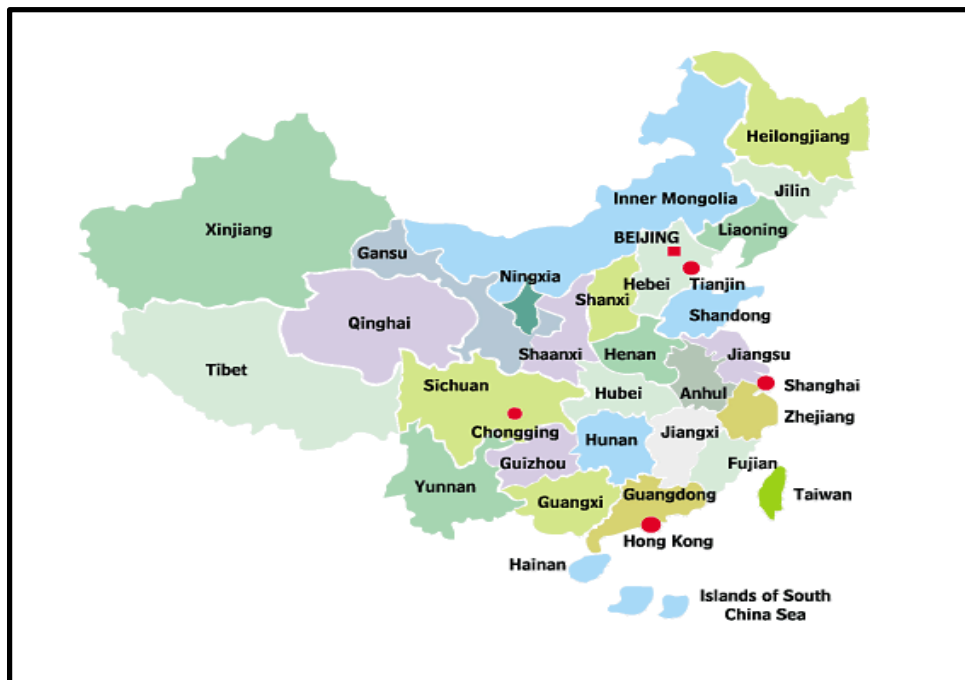 Heilongjiang
Jilin
Inner Mongolia
Liaoning
Xinjiang
BEIJING
Gansu
Ningxia
Hebei
Tianjin
Shanxi
Shandong
Qinghai
Shaanxi
Henan
Jiangsu
Tibet
Sichuan
Hubei
Anhul
Shanghai
Zhejiang
Chongging
Hunan
Jiangxi
Guizhou
Fujian
Yunnan
Guangxi
Guangdong
Taiwan
Hong Kong
Hainan
Islands of South
China Sea